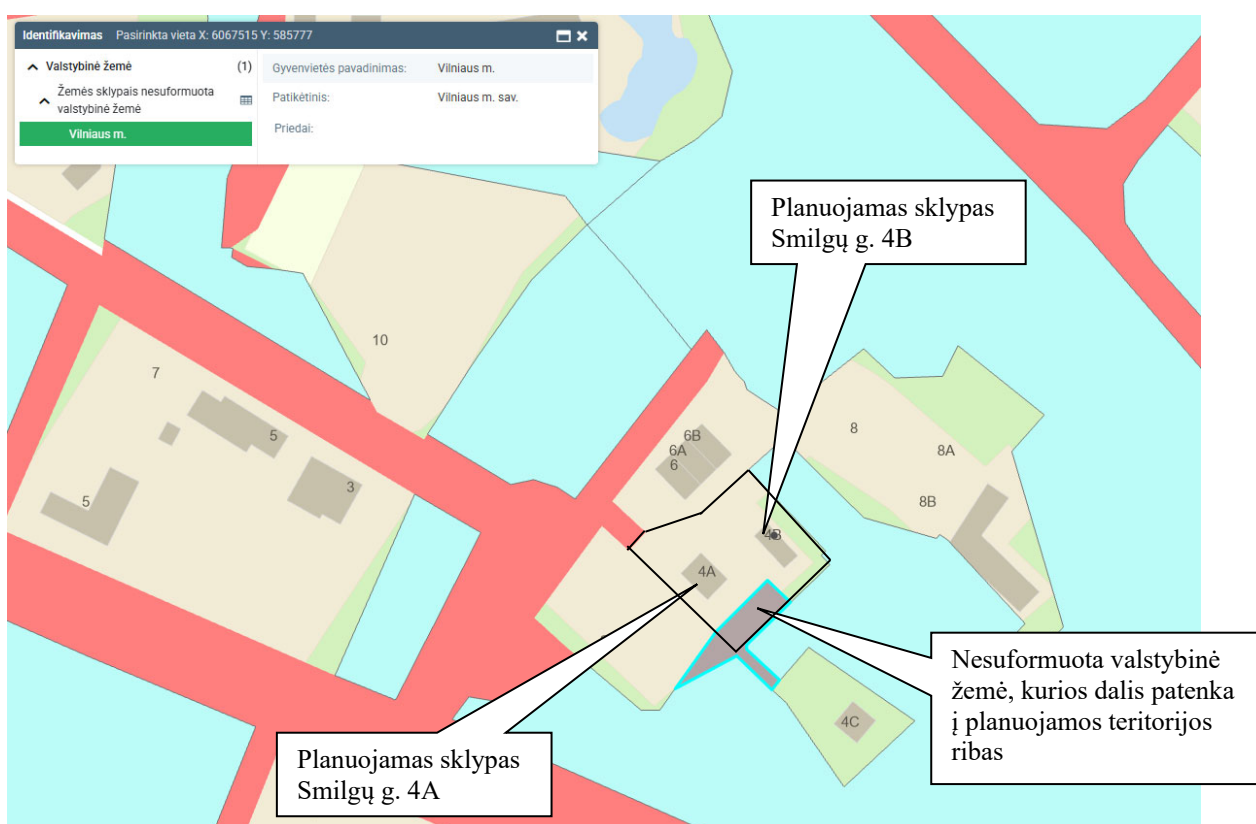 Identifikavimas Pasirinkta vieta X: 6067515 Y: 585777
Valstybinė žemė (1)
Žemės sklypais nesuformuota
valstybinė žemė
Vilniaus m.
Gyvenvietės pavadinimas: Vilniaus m.
Patikėtinis: Vilniaus m. sav.
Priedai:
Planuojamas sklypas
Smilgų g. 4B
10
7
5
3
5
6B
6A
6
8
8A
8B
4B
4A
4C
Nesuformuota valstybinė
žemė, kurios dalis patenka
į planuojamos teritorijos
ribas
Planuojamas sklypas
Smilgų g. 4A